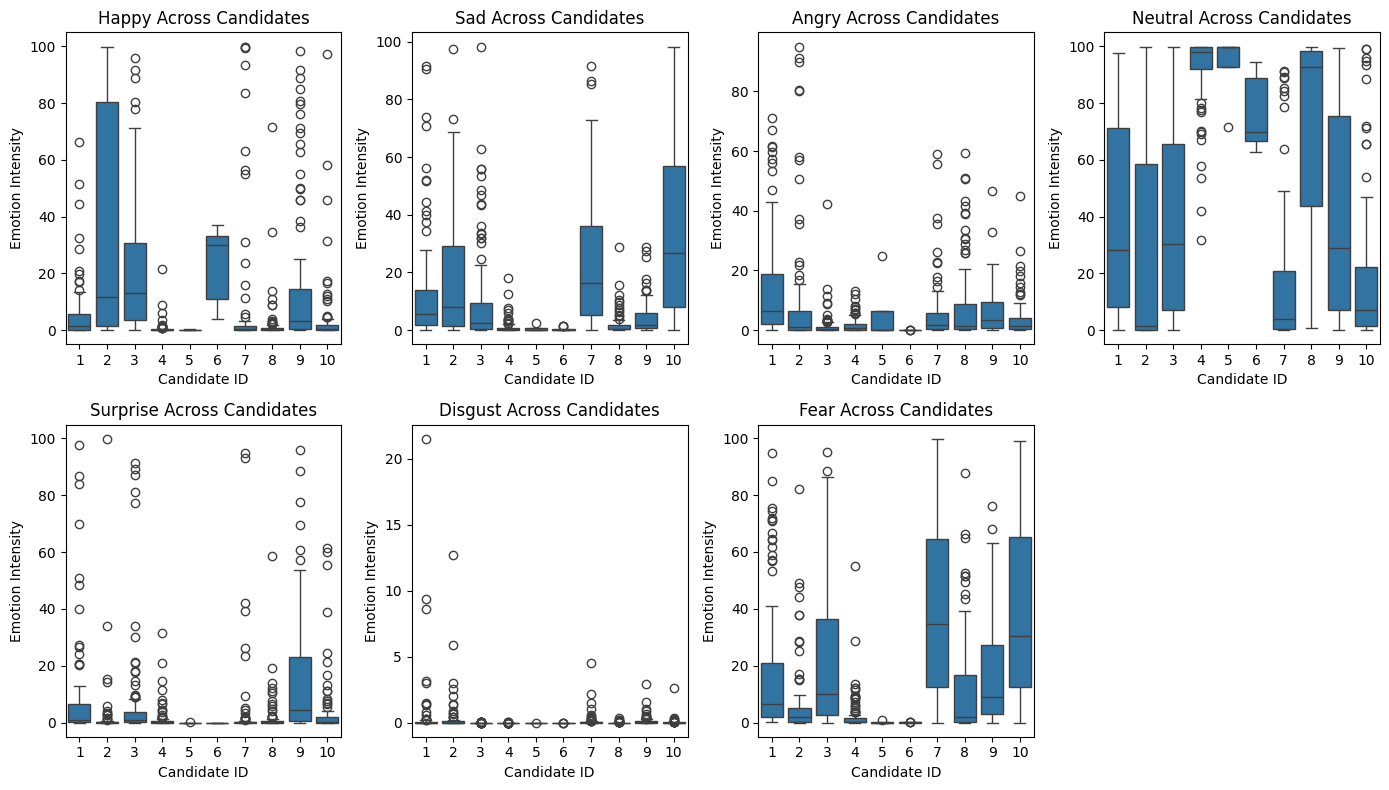 Happy Across Candidates
Emotion Intensity
100
80
60
40
20
0
1 2 3 4 5 6 7 8 9 10
Candidate ID
Sad Across Candidates
Emotion Intensity
100
80
60
40
20
0
1 2 3 4 5 6 7 8 9 10
Candidate ID
Angry Across Candidates
Emotion Intensity
80
60
40
20
0
1 2 3 4 5 6 7 8 9 10
Candidate ID
Neutral Across Candidates
Emotion Intensity
100
80
60
40
20
0
1 2 3 4 5 6 7 8 9 10
Candidate ID
Surprise Across Candidates
Emotion Intensity
100
80
60
40
20
0
1 2 3 4 5 6 7 8 9 10
Candidate ID
Disgust Across Candidates
Emotion Intensity
20
15
10
5
0
1 2 3 4 5 6 7 8 9 10
Candidate ID
Fear Across Candidates
Emotion Intensity
100
80
60
40
20
0
1 2 3 4 5 6 7 8 9 10
Candidate ID